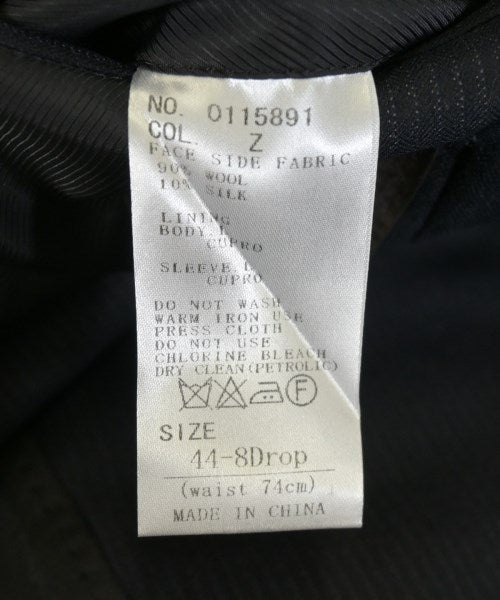 NO. 0115891
COL. Z
FACE SIDE FABRIC
90% WOOL
10% SILK
LINING
BODY
CUPRO
SLEEVE
CUPRO
DO NOT WASH
WARM IRON USE
PRESS CLOTH
DO NOT USE
CHLORINE BLEACH
DRY CLEAN(PETROLIC)
F
SIZE
44-8Drop
(waist 74cm)
MADE IN CHINA